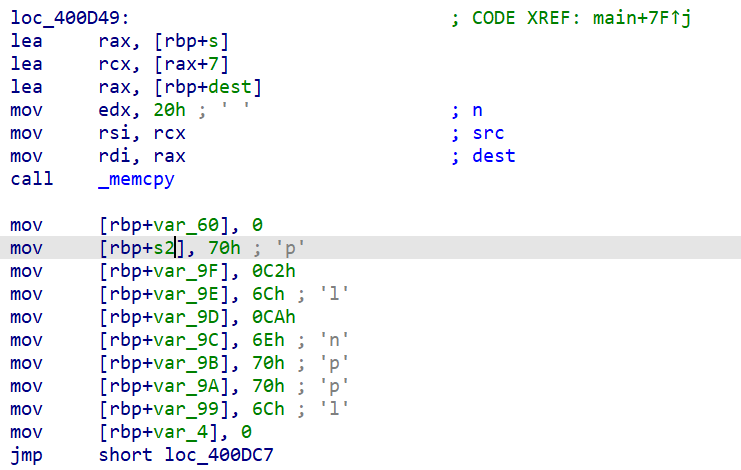 loc_400D49: ; CODE XREF: main+7F↑j
lea rax, [rbp+s]
lea rcx, [rax+7]
lea rax, [rbp+dest]
mov edx, 20h ; ' ' ; n
mov rsi, rcx ; src
mov rdi, rax ; dest
call _memcpy
mov [rbp+var_60], 0
mov [rbp+s2], 70h ; 'p'
mov [rbp+var_9F], 0C2h
mov [rbp+var_9E], 6Ch ; 'l'
mov [rbp+var_9D], 0CAh
mov [rbp+var_9C], 6Eh ; 'n'
mov [rbp+var_9B], 70h ; 'p'
mov [rbp+var_9A], 70h ; 'p'
mov [rbp+var_99], 6Ch ; 'l'
mov [rbp+var_4], 0
jmp short loc_400DC7